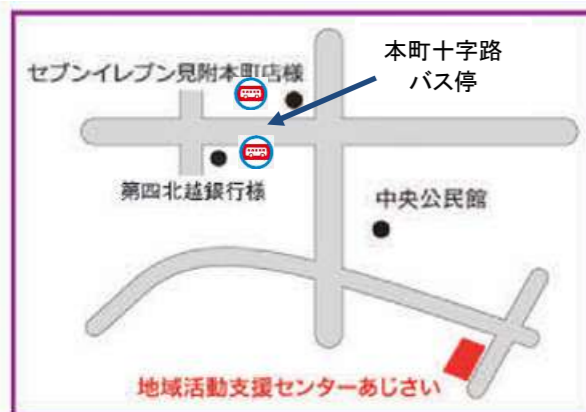 本町十字路
バス停
セブンイレブン見附本町店様
第四北越銀行様
中央公民館
地域活動支援センターあじさい